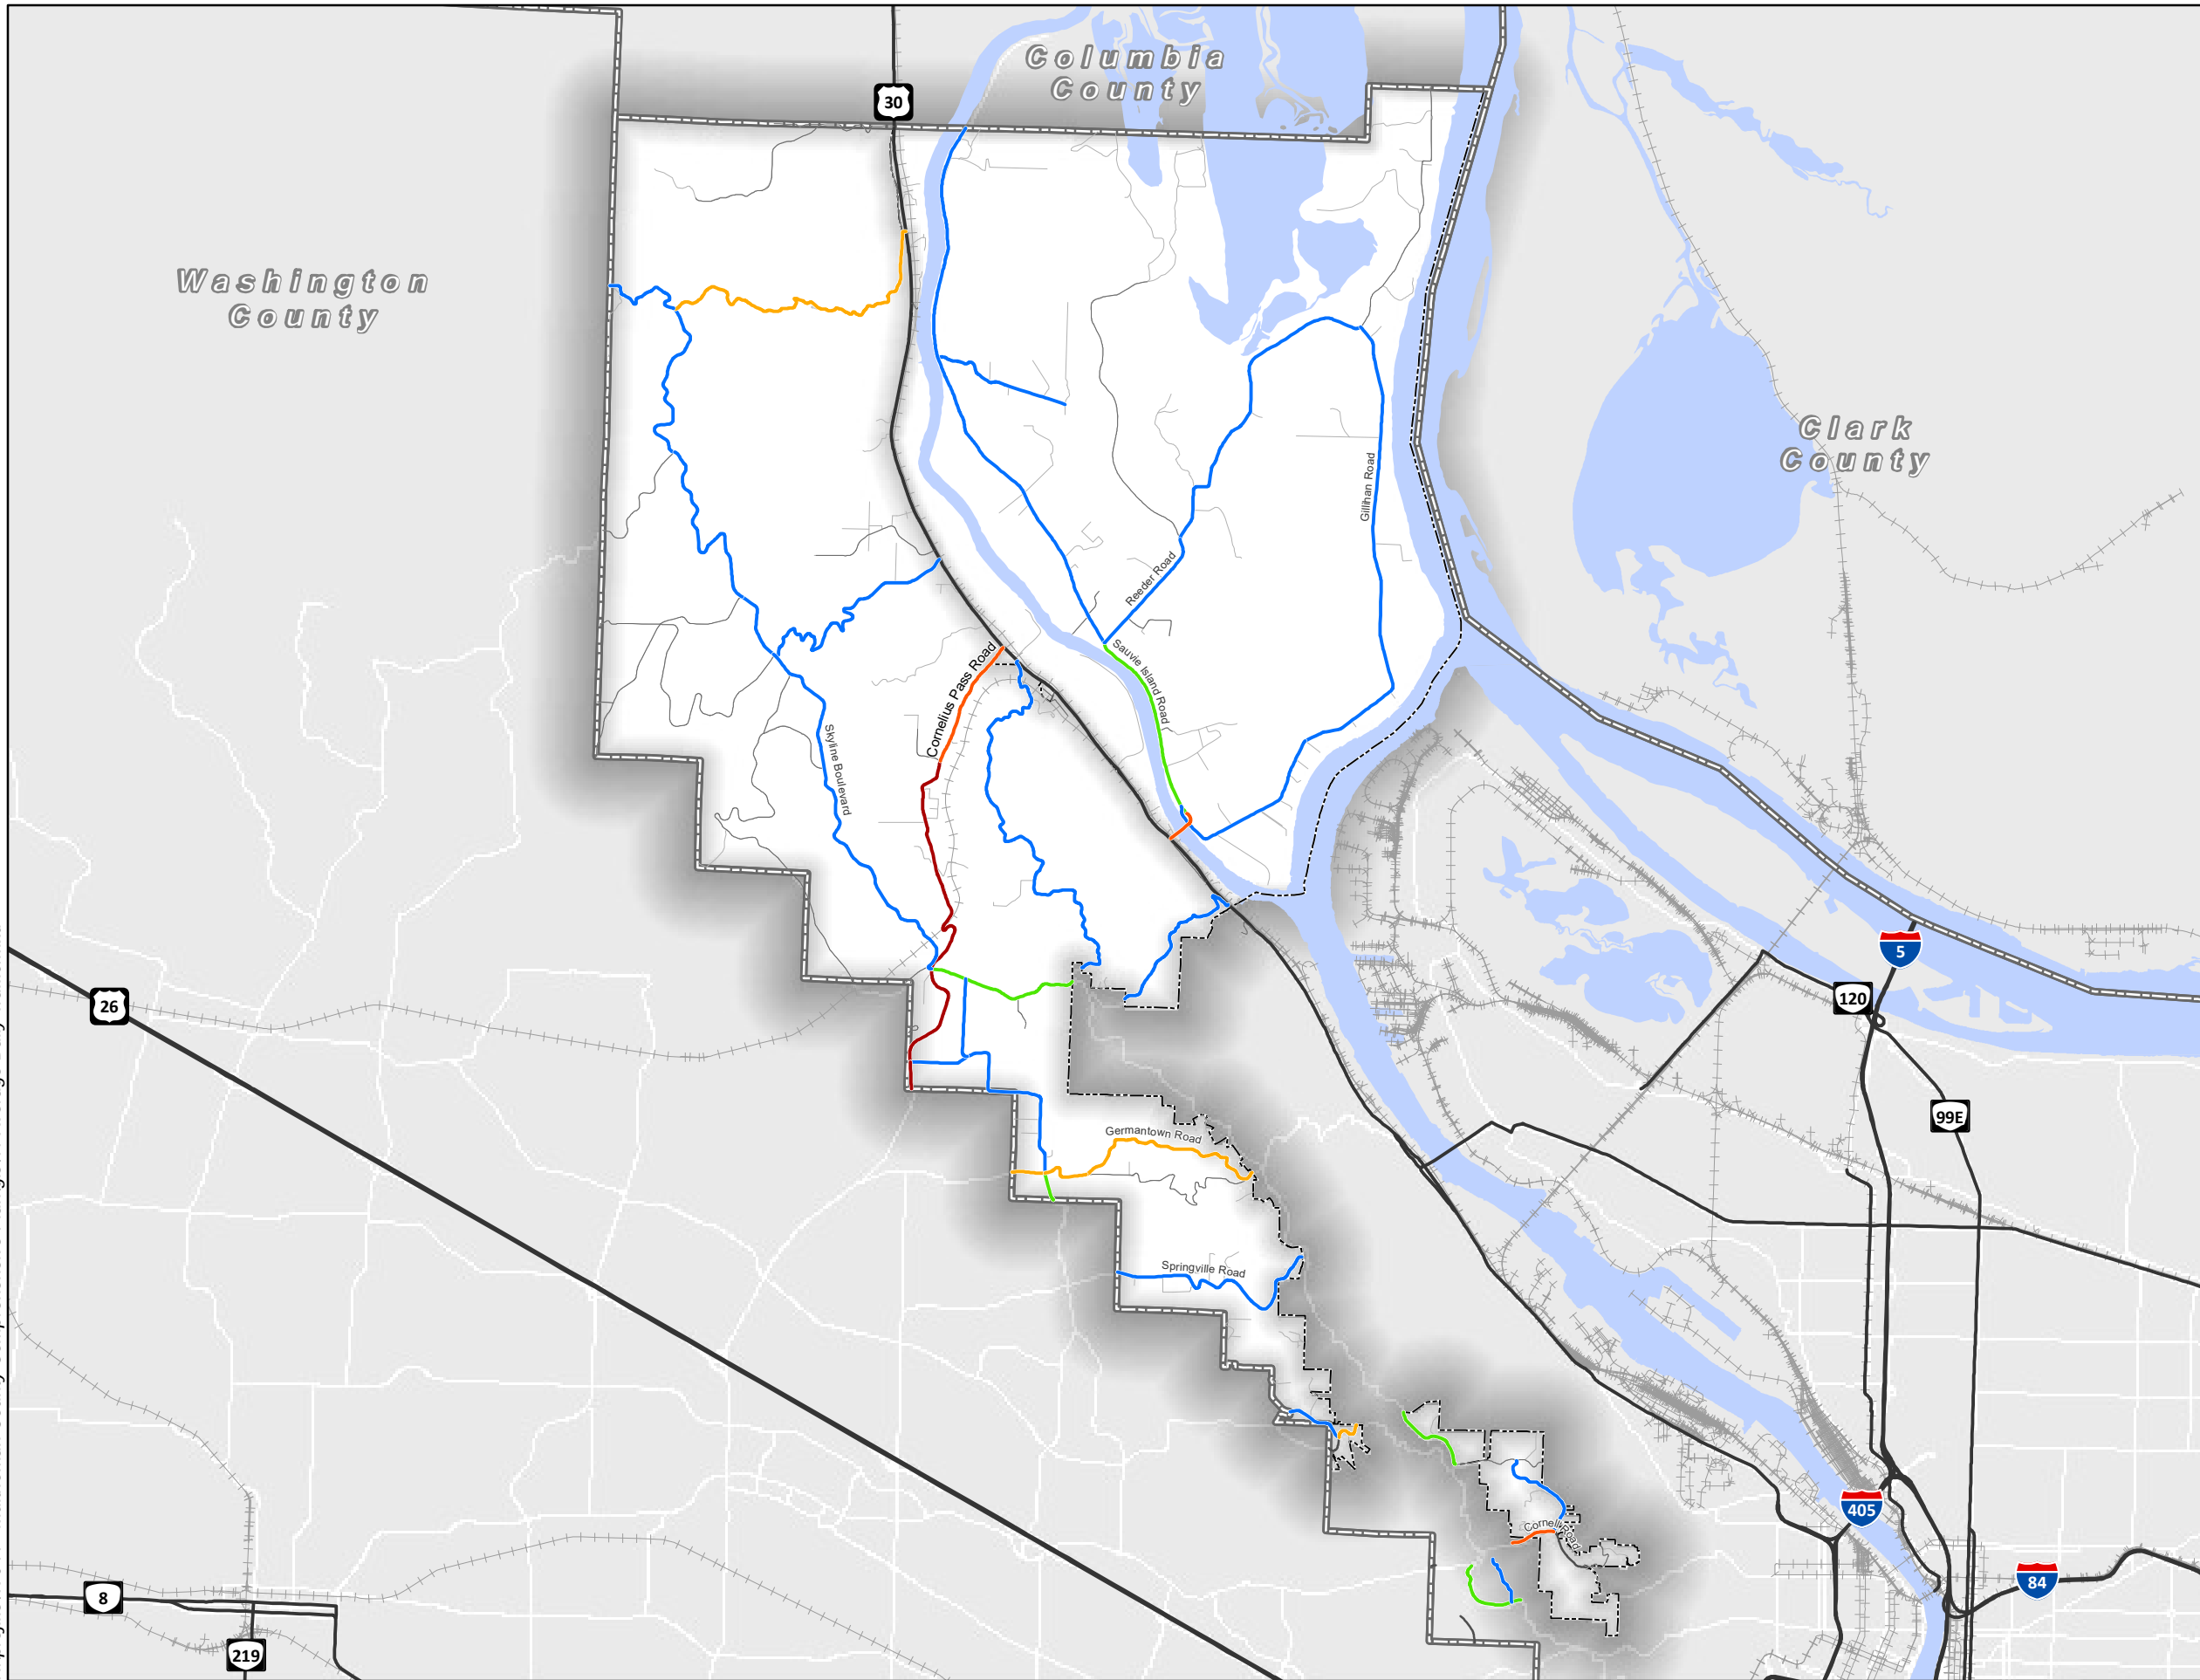 Columbia
County
30
Washington
County
Clark
County
Gillihan Road
Reeder Road
Sauvie Island Road
Cornelius Pass Road
Skyline Boulevard
5
120
26
99E
Germantown Road
Springville Road
405
Cornell Road
84
8
219